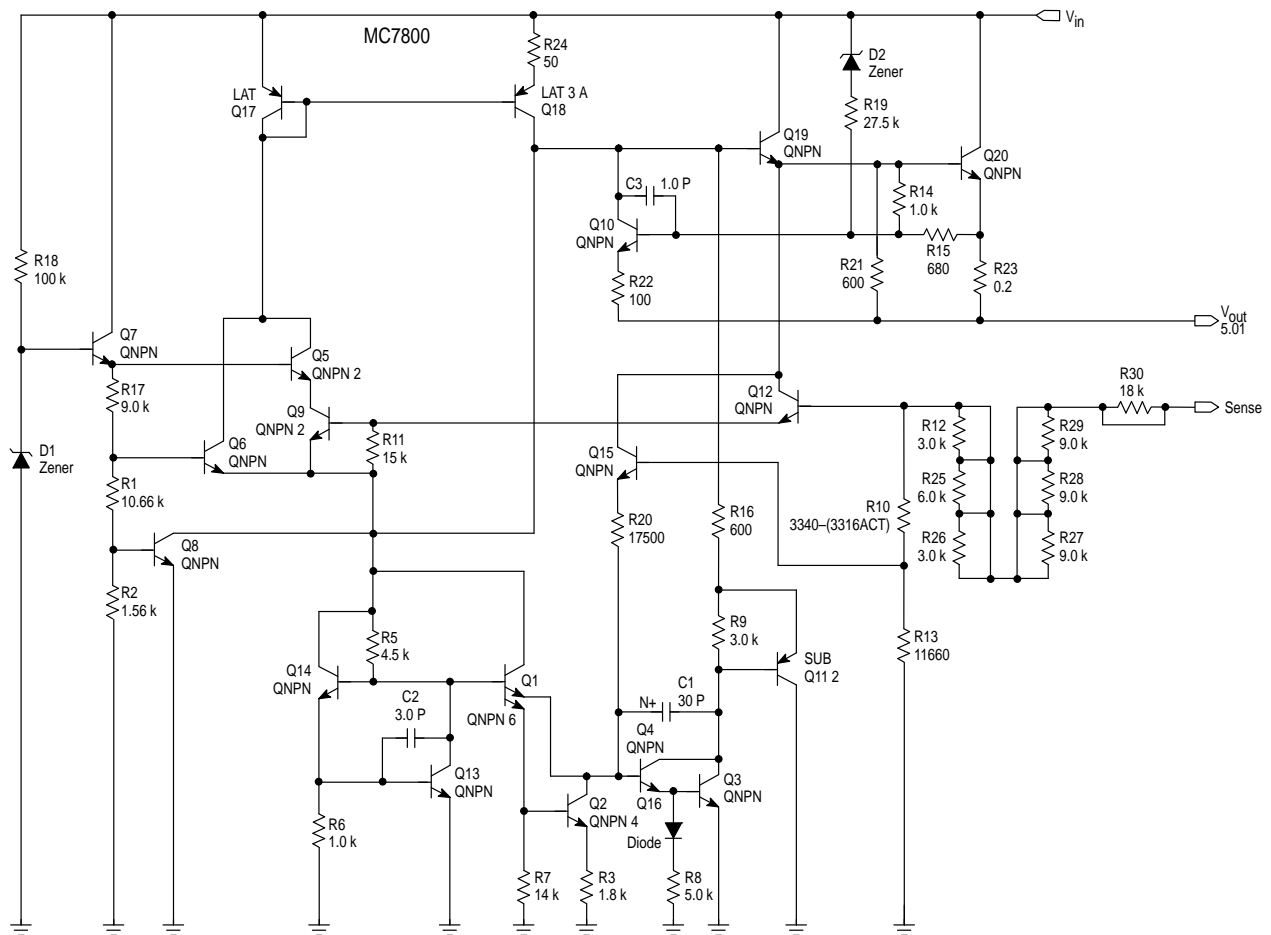 MC7800
Vin
R24
50
D2
Zener
LAT
Q17
LAT 3 A
Q18
R19
27.5 k
Q19
QNPN
Q20
QNPN
C3
1.0 P
R14
1.0 k
Q10
QNPN
R18
100 k
R15
680
R21
600
R23
0.2
R22
100
Vout
5.01
Q7
QNPN
Q5
QNPN 2
R17
9.0 k
R30
18 k
Q12
QNPN
Sense
Q9
QNPN 2
R12
3.0 k
R29
9.0 k
D1
Zener
Q6
QNPN
R11
15 k
Q15
QNPN
R1
10.66 k
R25
6.0 k
R28
9.0 k
R20
17500
R16
600
R10
3340–(3316ACT)
Q8
QNPN
R26
3.0 k
R27
9.0 k
R2
1.56 k
R9
3.0 k
R5
4.5 k
R13
11660
SUB
Q11 2
Q14
QNPN
Q1
C1
30 P
N+
C2
3.0 P
QNPN 6
Q4
QNPN
Q13
QNPN
Q3
QNPN
Q2
QNPN 4
Q16
R6
1.0 k
Diode
R7
14 k
R3
1.8 k
R8
5.0 k